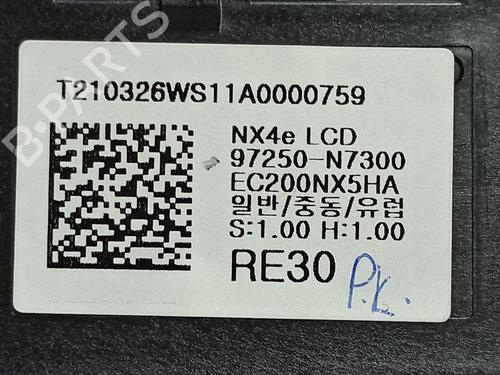 T210326WS11A0000759
NX4e LCD
97250-N7300
EC200NX5HA
일반/중동/유럽
S:1.00 H:1.00
RE30
P.K.
B-PARTS